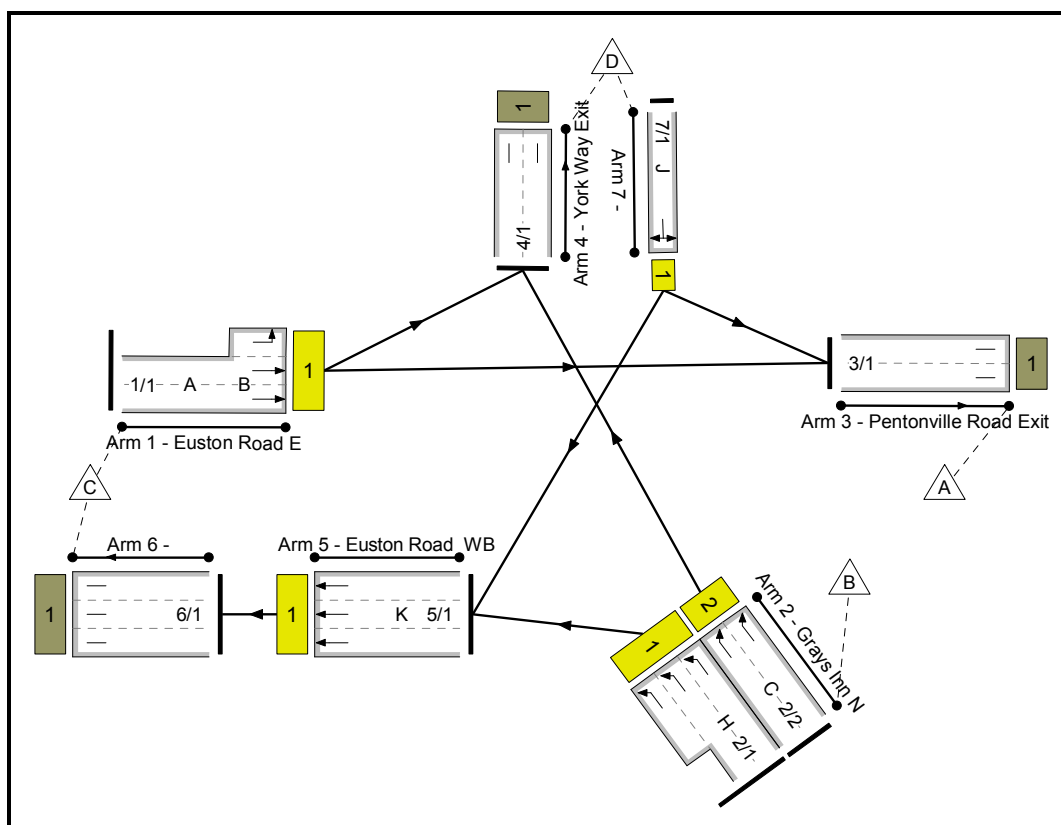 D
1
Arm 4 - York Way Exit
4/1
Arm 7 -
7/1 J
1
1/1 A B
1
Arm 1 - Euston Road E
3/1
1
Arm 3 - Pentonville Road Exit
C
A
Arm 6 -
1
6/1
Arm 5 - Euston Road WB
1
K 5/1
B
Arm 2 - Grays Inn N
2
1
C 2/2
H 2/1